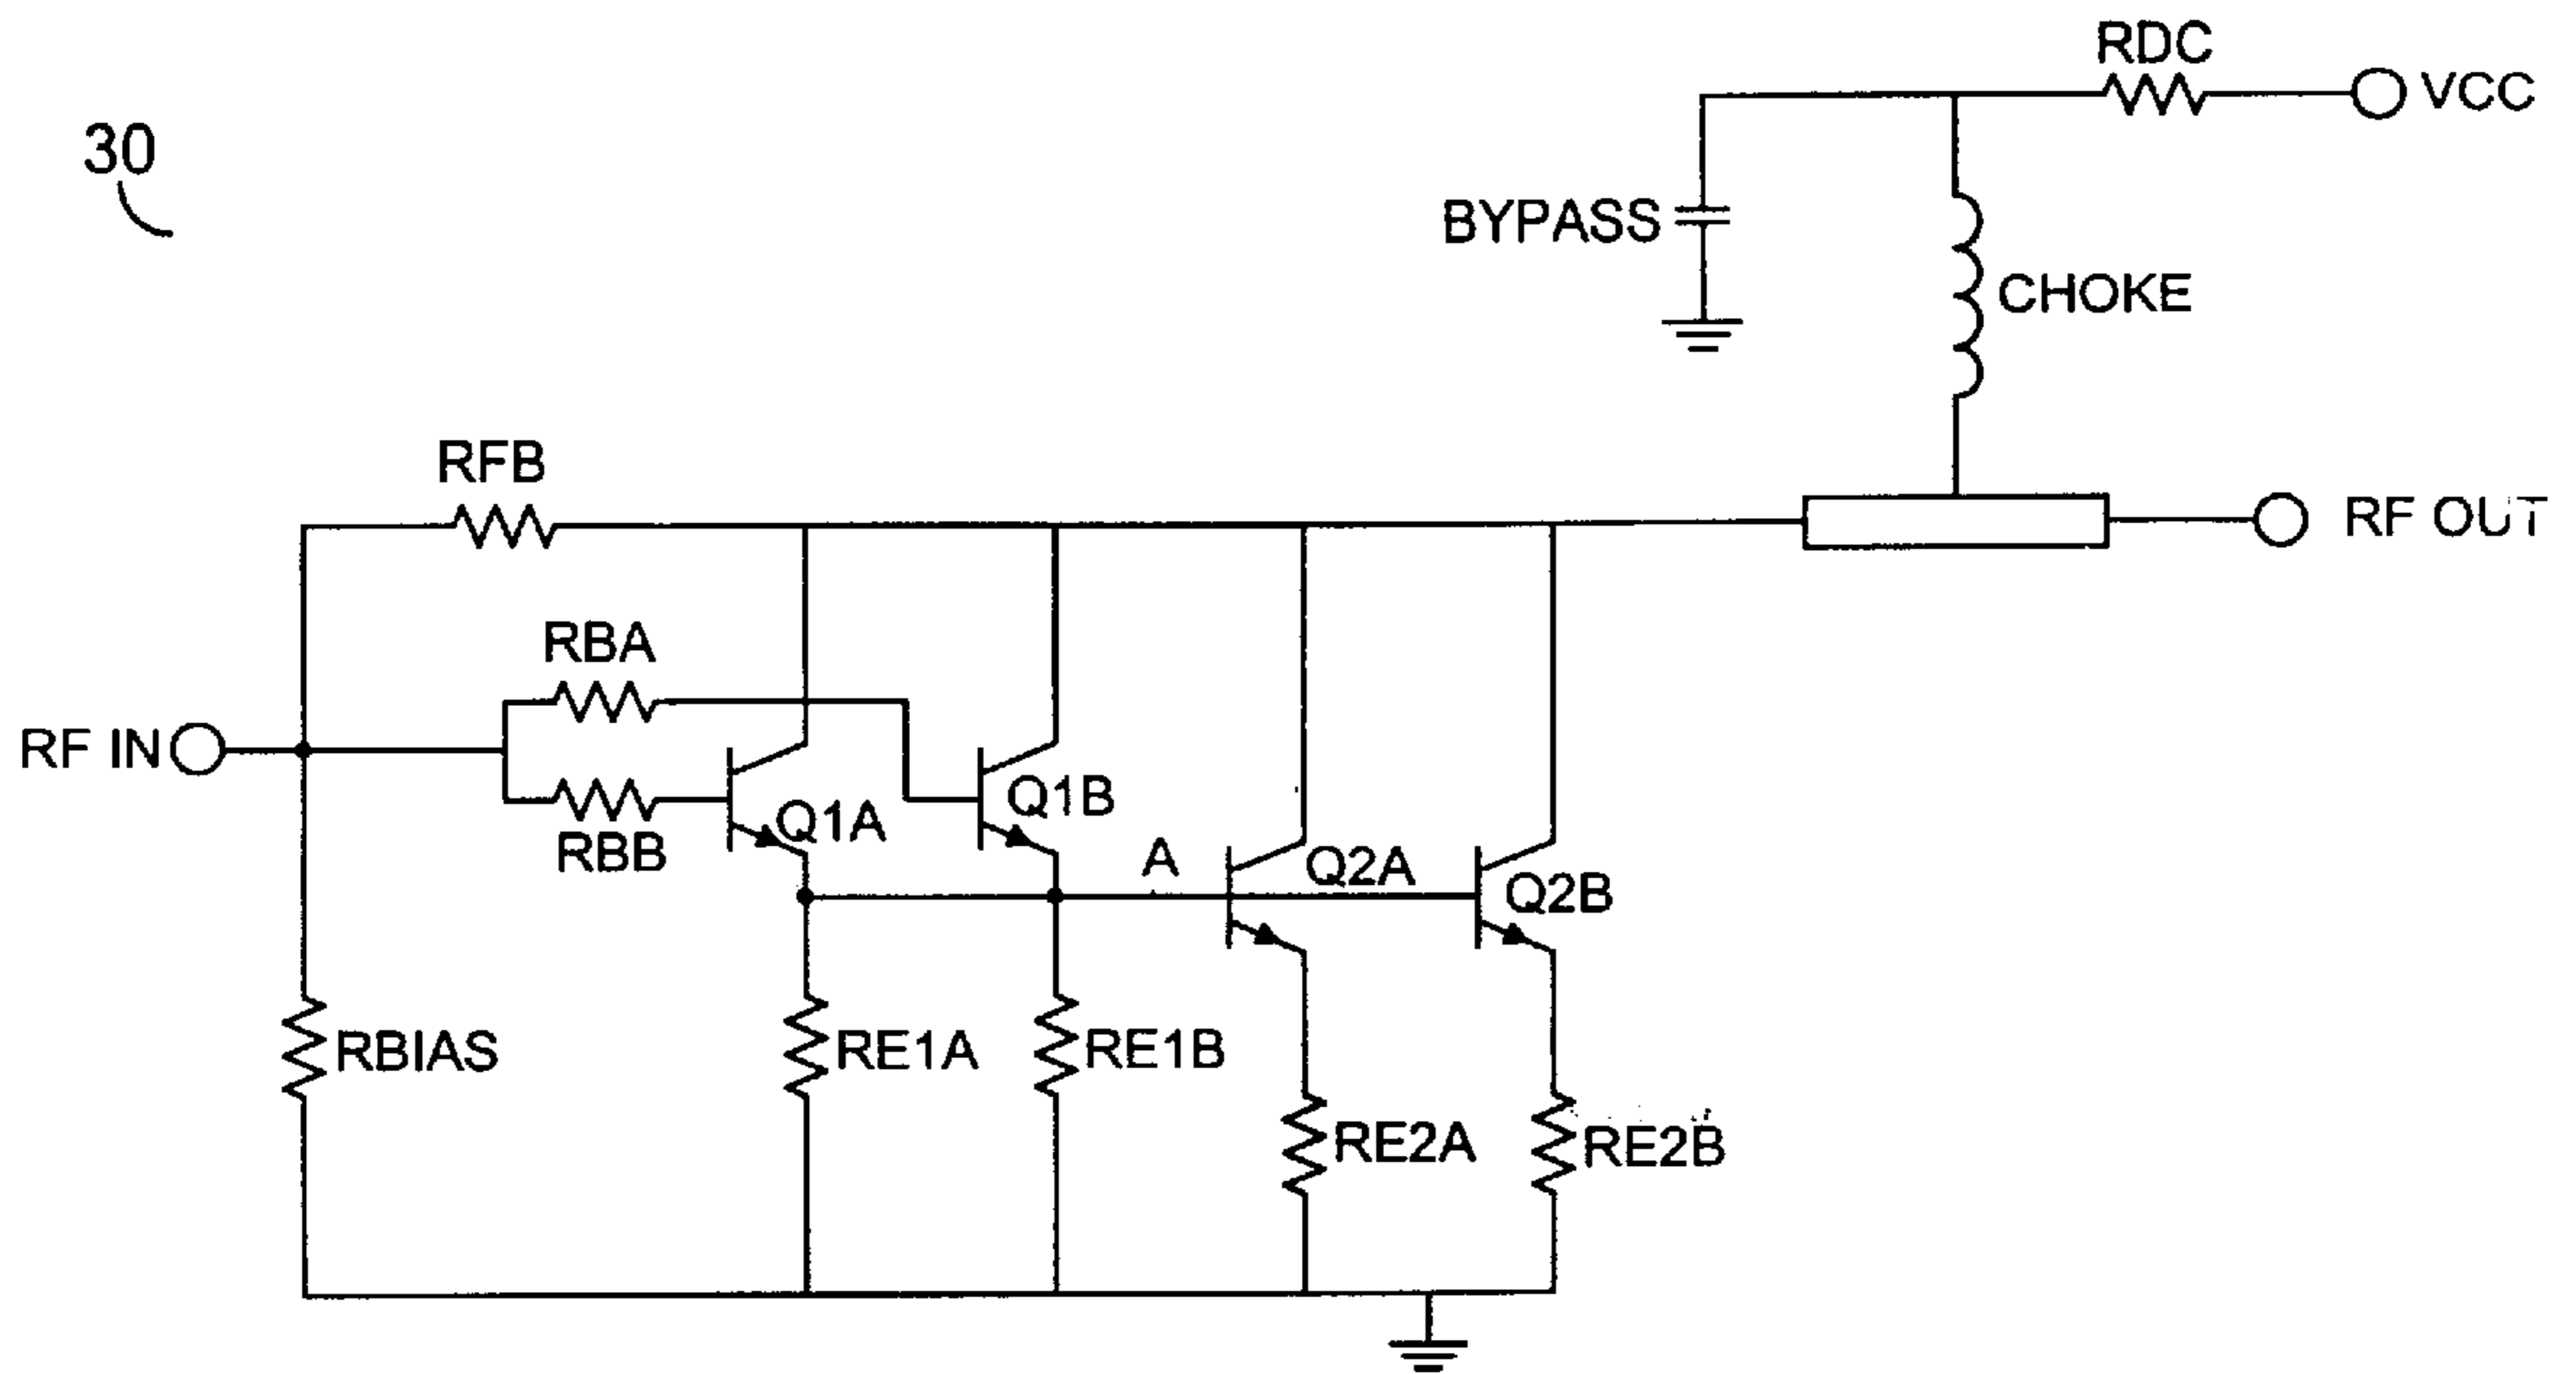 RDC
VCC
30
BYPASS
CHOKE
RFB
RF OUT
RBA
RF IN
Q1A
Q1B
RBB
A
Q2A
Q2B
RBIAS
RE1A
RE1B
RE2A
RE2B